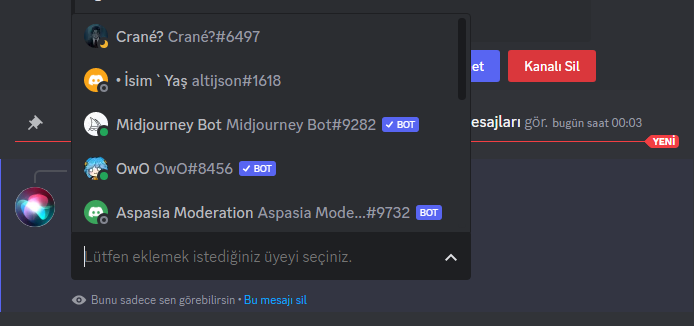 Crané? Crané?#6497
• İsim ` Yaş altijson#1618
et Kanalı Sil
Midjourney Bot Midjourney Bot#9282 ✓ BOT
esajları gör. bugün saat 00:03
YENİ
OwO OwO#8456 ✓ BOT
Aspasia Moderation Aspasia Mode...#9732 BOT
Lütfen eklemek istediğiniz üyeyi seçiniz.
Bunu sadece sen görebilirsin • Bu mesajı sil